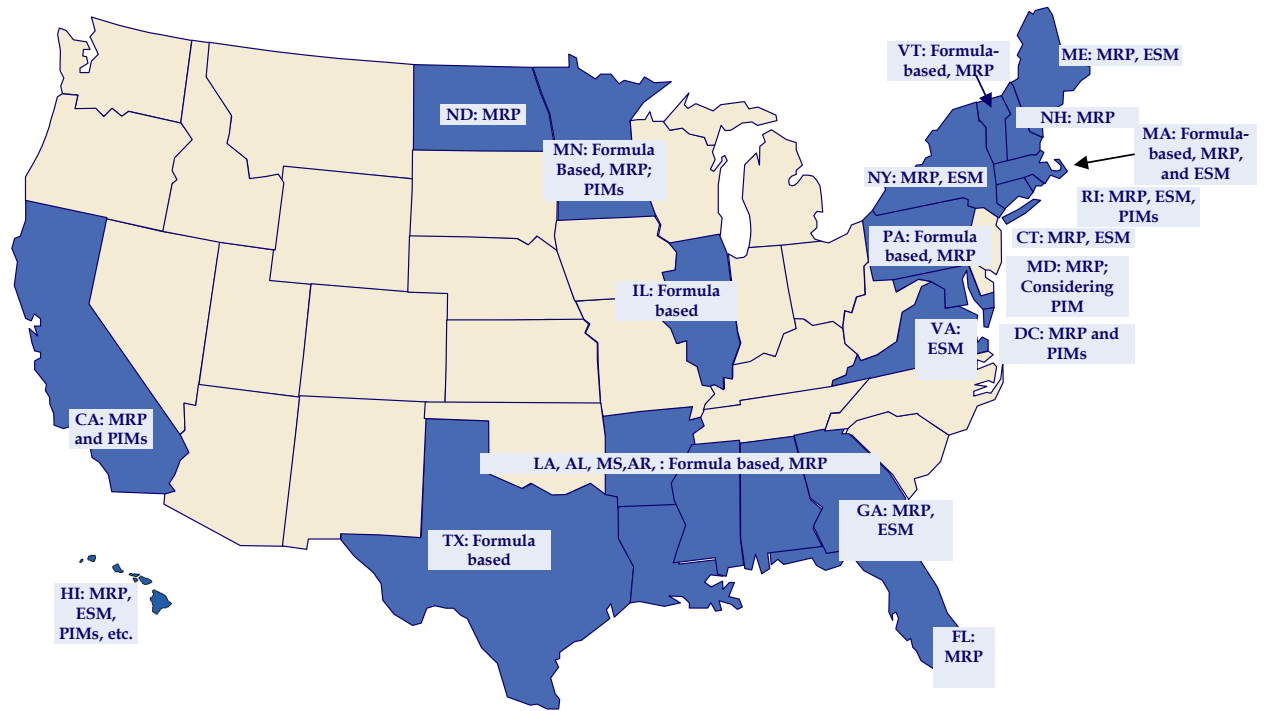 VT: Formula-
based, MRP
ME: MRP, ESM
ND: MRP
NH: MRP
MA: Formula-
based, MRP,
and ESM
MN: Formula
Based, MRP;
PIMs
NY: MRP, ESM
RI: MRP, ESM,
PIMs
PA: Formula
based, MRP
CT: MRP, ESM
MD: MRP;
Considering
PIM
IL: Formula
based
VA:
ESM
DC: MRP and
PIMs
CA: MRP
and PIMs
LA, AL, MS,AR, : Formula based, MRP
GA: MRP,
ESM
TX: Formula
based
HI: MRP,
ESM,
PIMs, etc.
FL:
MRP